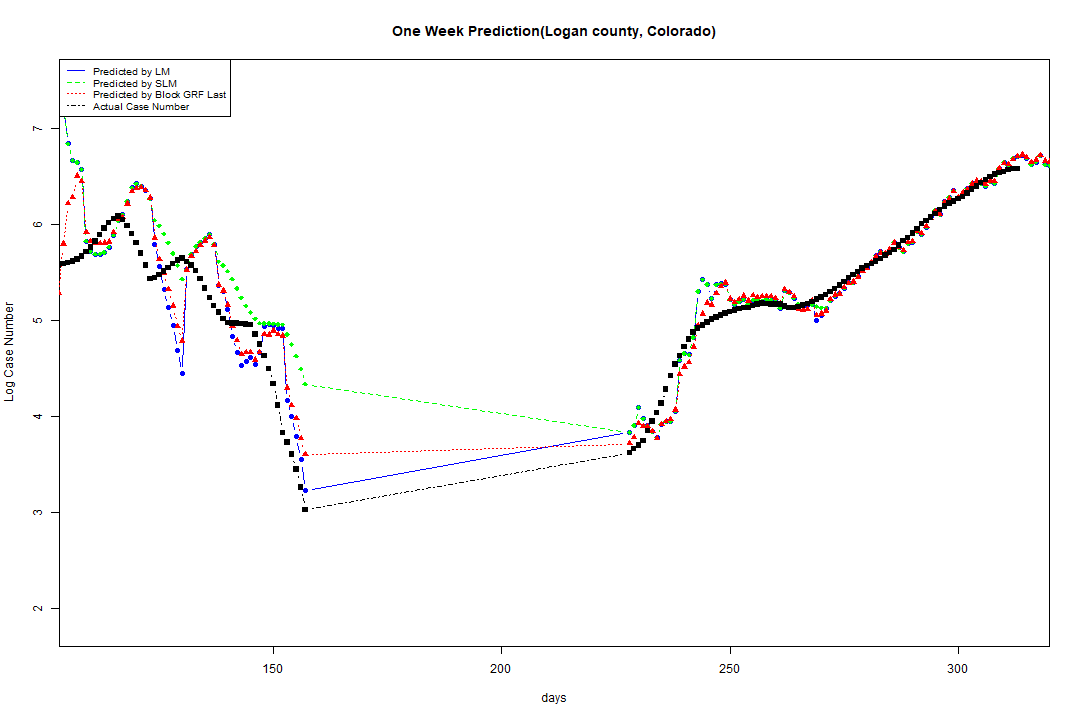 One Week Prediction(Logan county, Colorado)
Predicted by LM
Predicted by SLM
Predicted by Block GRF Last
Actual Case Number
Log Case Number
7
6
5
4
3
2
150
200
250
300
days